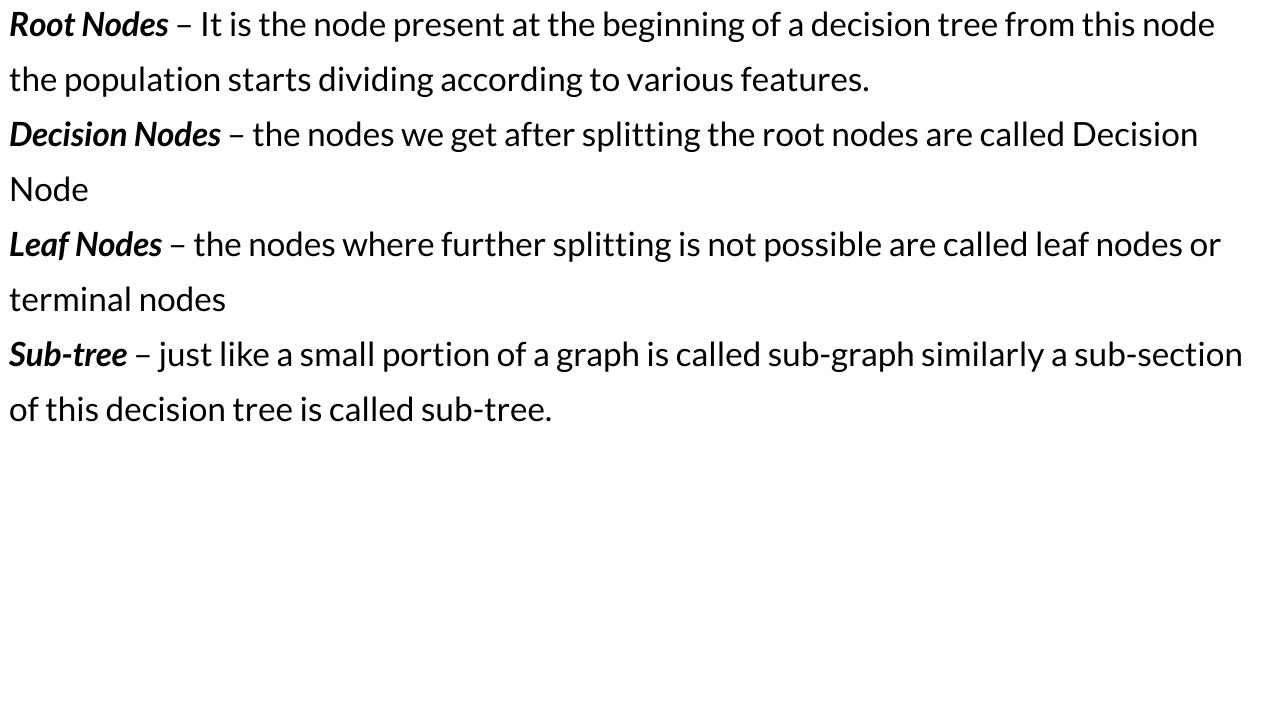 Root Nodes – It is the node present at the beginning of a decision tree from this node
the population starts dividing according to various features.
Decision Nodes – the nodes we get after splitting the root nodes are called Decision
Node
Leaf Nodes – the nodes where further splitting is not possible are called leaf nodes or
terminal nodes
Sub-tree – just like a small portion of a graph is called sub-graph similarly a sub-section
of this decision tree is called sub-tree.